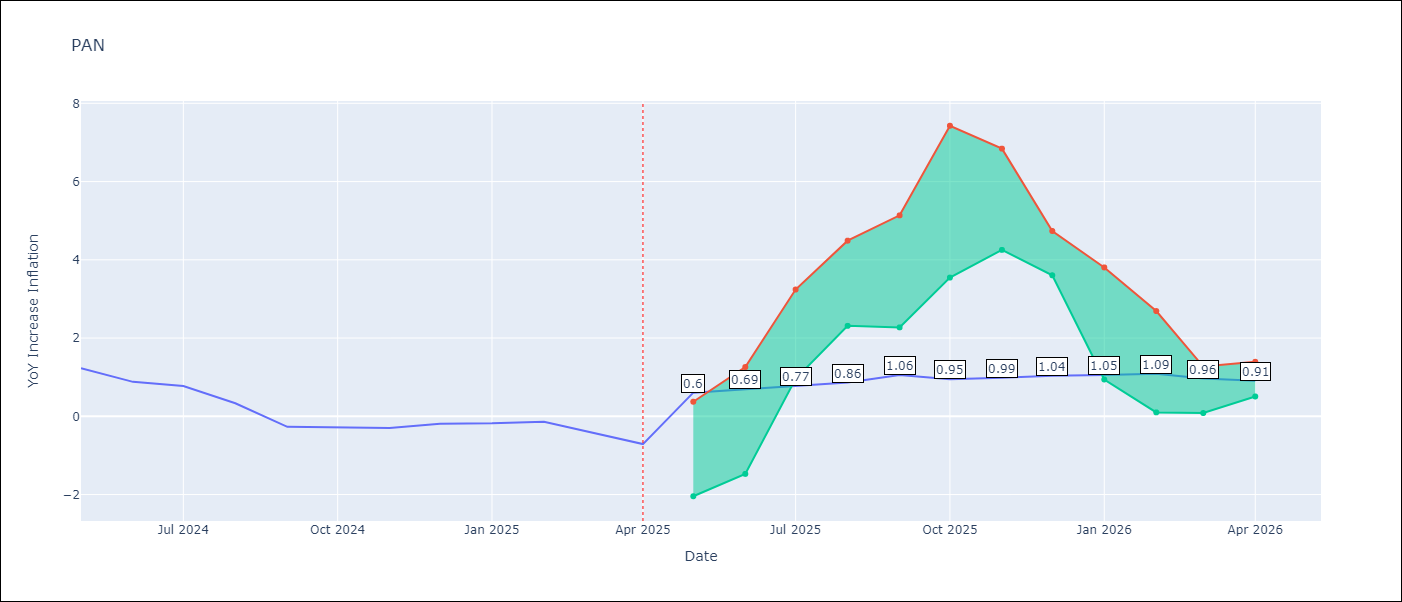 PAN
8
6
4
2
0
−2
YoY Increase Inflation
0.6
0.69
0.77
0.86
1.06
0.95
0.99
1.04
1.05
1.09
0.96
0.91
Jul 2024
Oct 2024
Jan 2025
Apr 2025
Jul 2025
Oct 2025
Jan 2026
Apr 2026
Date